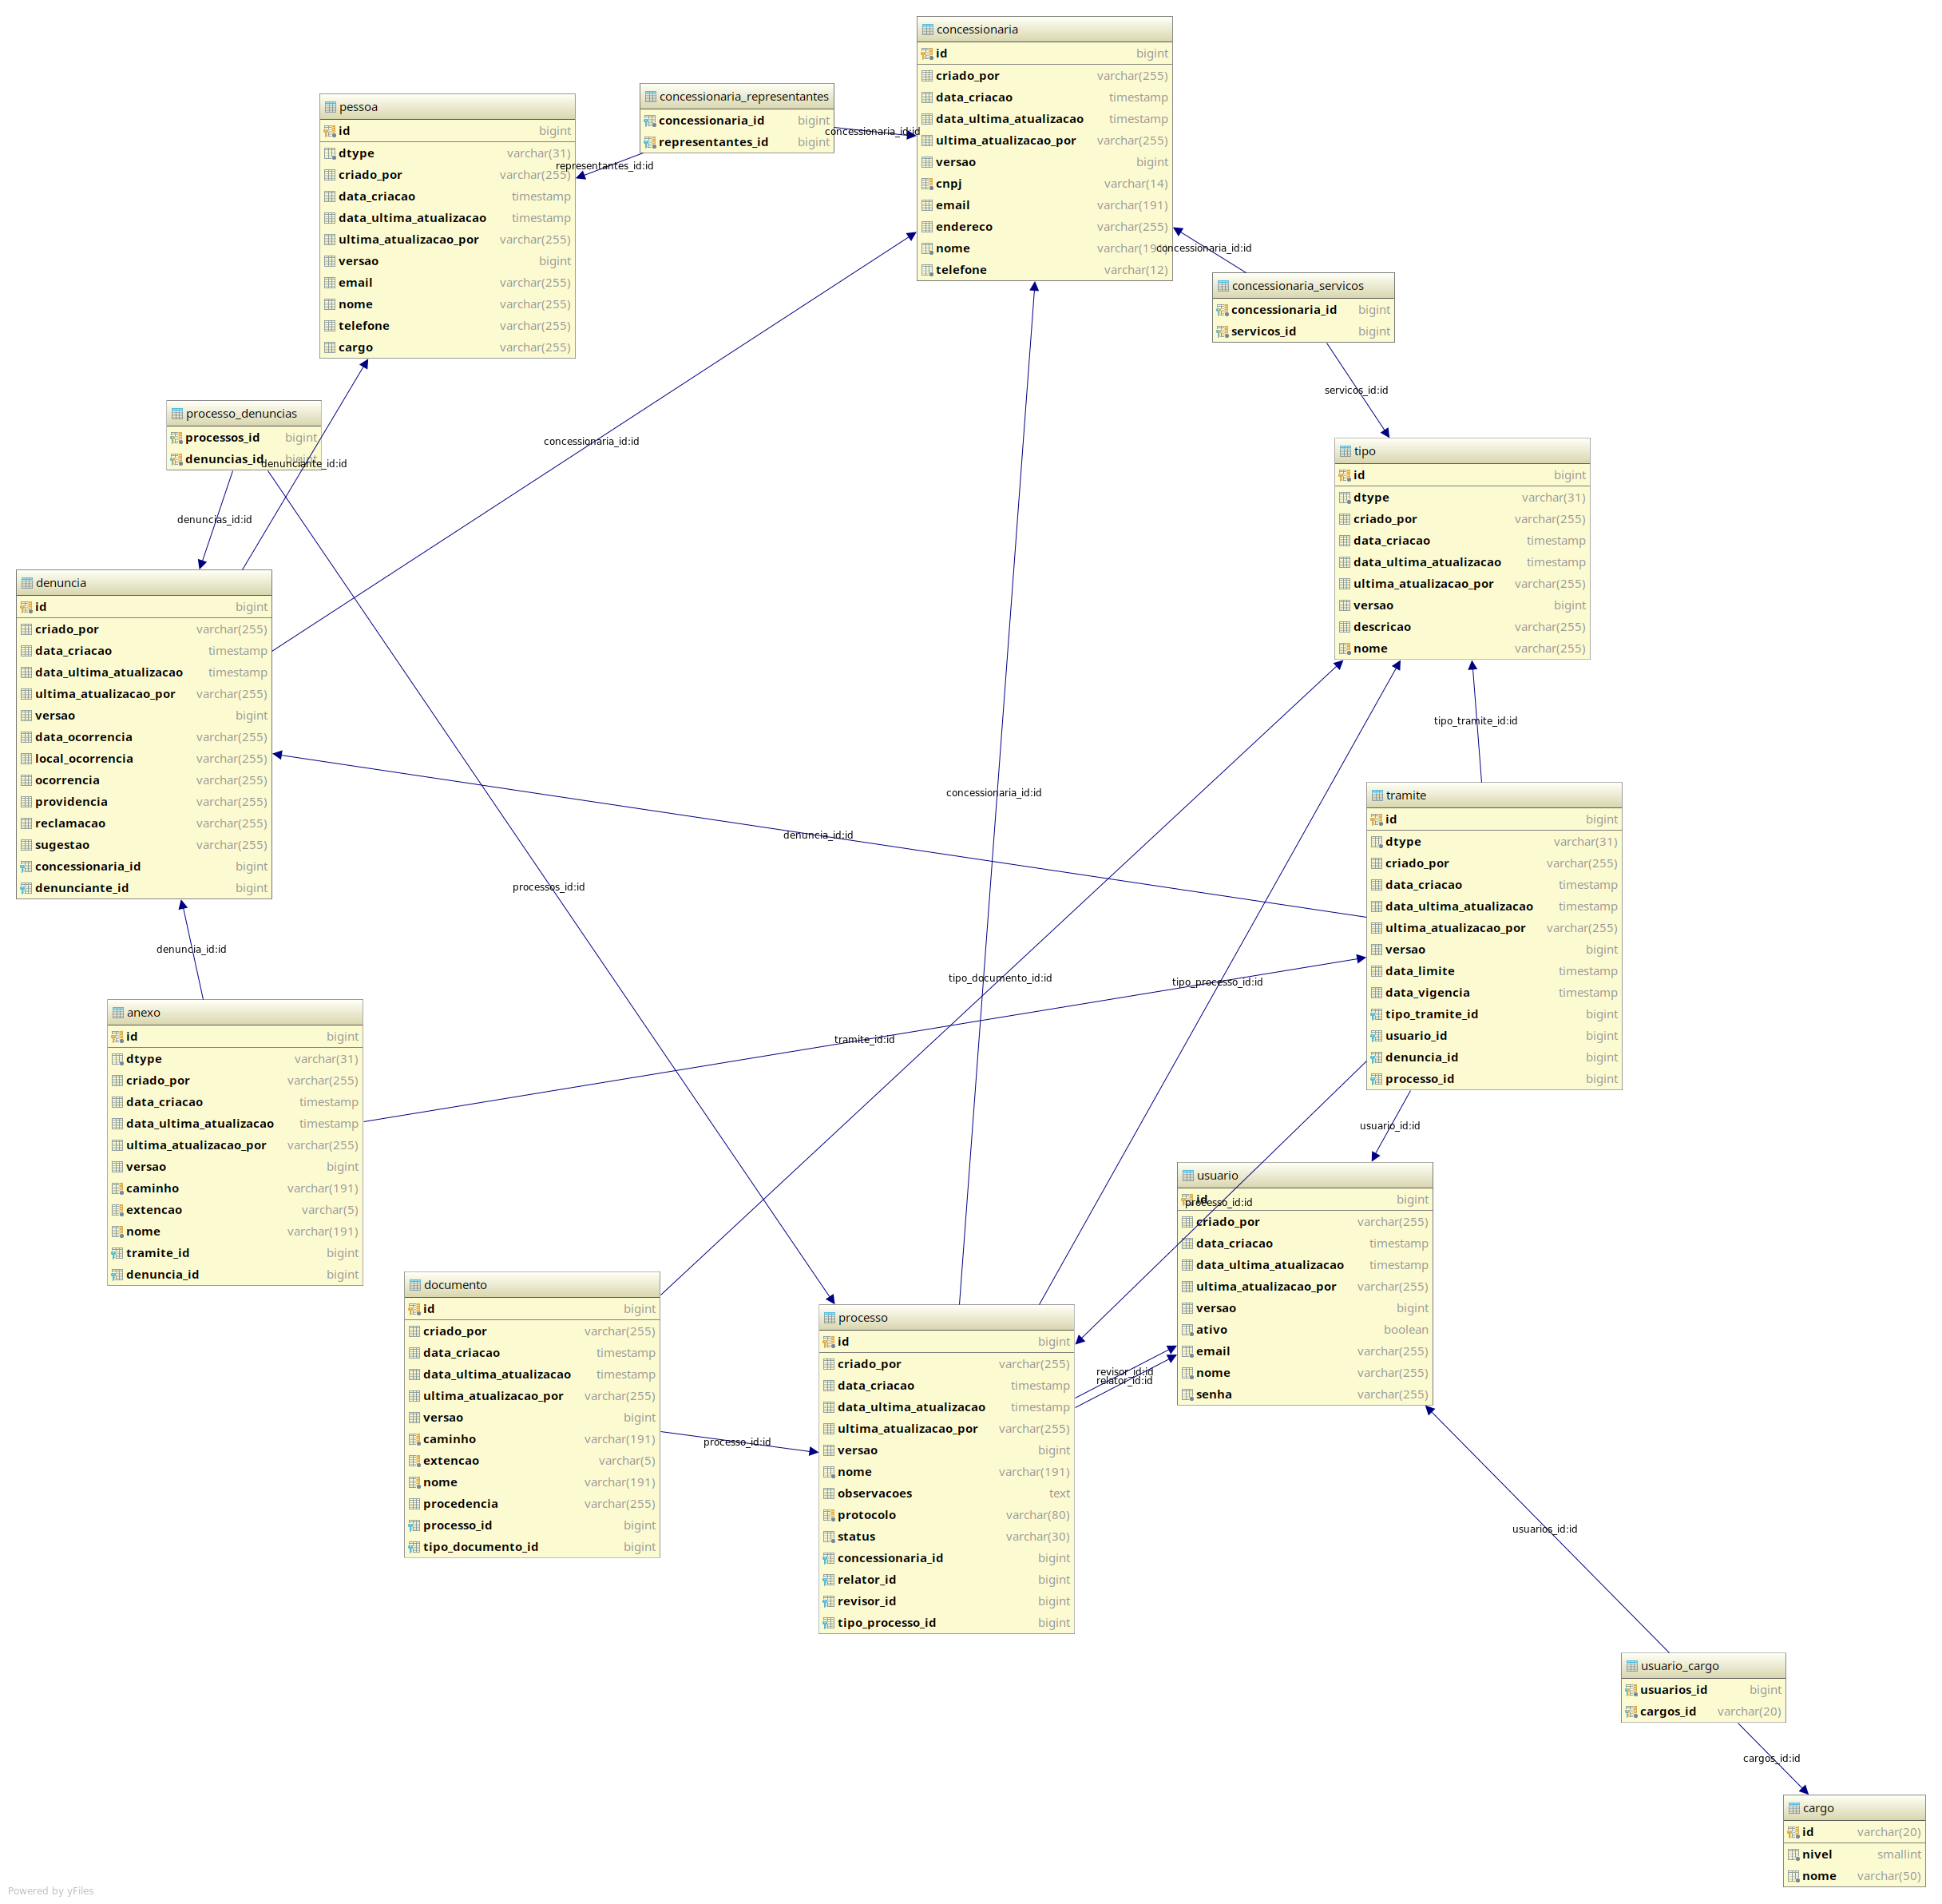 concessionaria
id bigint
criado_por varchar(255)
data_criacao timestamp
data_ultima_atualizacao timestamp
ultima_atualizacao_por varchar(255)
versao bigint
cnpj varchar(14)
email varchar(191)
endereco varchar(255)
nome
telefone varchar(12)
concessionaria_representantes
concessionaria_id bigint
representantes_id bigint
concessionaria_id:id
representantes_id:id
pessoa
id bigint
dtype varchar(31)
criado_por varchar(255)
data_criacao timestamp
data_ultima_atualizacao timestamp
ultima_atualizacao_por varchar(255)
versao bigint
email varchar(255)
nome varchar(255)
telefone varchar(255)
cargo varchar(255)
concessionaria_id:id
concessionaria_servicos
concessionaria_id bigint
servicos_id bigint
servicos_id:id
processo_denuncias
processos_id bigint
denuncias_id bigint
denunciante_id:id
concessionaria_id:id
denuncias_id:id
tipo
id bigint
dtype varchar(31)
criado_por varchar(255)
data_criacao timestamp
data_ultima_atualizacao timestamp
ultima_atualizacao_por varchar(255)
versao bigint
descricao varchar(255)
nome varchar(255)
denuncia
id bigint
criado_por varchar(255)
data_criacao timestamp
data_ultima_atualizacao timestamp
ultima_atualizacao_por varchar(255)
versao bigint
data_ocorrencia varchar(255)
local_ocorrencia varchar(255)
ocorrencia varchar(255)
providencia varchar(255)
reclamacao varchar(255)
sugestao varchar(255)
concessionaria_id bigint
denunciante_id bigint
tipo_tramite_id:id
concessionaria_id:id
denuncia_id:id
processos_id:id
tramite
id bigint
dtype varchar(31)
criado_por varchar(255)
data_criacao timestamp
data_ultima_atualizacao timestamp
ultima_atualizacao_por varchar(255)
versao bigint
data_limite timestamp
data_vigencia timestamp
tipo_tramite_id bigint
usuario_id bigint
denuncia_id bigint
processo_id bigint
denuncia_id:id
tipo_documento_id:id
tipo_processo_id:id
tramite_id:id
anexo
id bigint
dtype varchar(31)
criado_por varchar(255)
data_criacao timestamp
data_ultima_atualizacao timestamp
ultima_atualizacao_por varchar(255)
versao bigint
caminho varchar(191)
extencao varchar(5)
nome varchar(191)
tramite_id bigint
denuncia_id bigint
usuario_id:id
usuario
id bigint
processo_id:id
criado_por varchar(255)
data_criacao timestamp
data_ultima_atualizacao timestamp
ultima_atualizacao_por varchar(255)
versao bigint
ativo boolean
email varchar(255)
nome varchar(255)
senha varchar(255)
documento
id bigint
criado_por varchar(255)
data_criacao timestamp
data_ultima_atualizacao timestamp
ultima_atualizacao_por varchar(255)
versao bigint
caminho varchar(191)
extencao varchar(5)
nome varchar(191)
procedencia varchar(255)
processo_id bigint
tipo_documento_id bigint
processo_id:id
processo
id bigint
criado_por varchar(255)
data_criacao timestamp
data_ultima_atualizacao timestamp
ultima_atualizacao_por varchar(255)
versao bigint
nome varchar(191)
observacoes text
protocolo varchar(80)
status varchar(30)
concessionaria_id bigint
relator_id bigint
revisor_id bigint
tipo_processo_id bigint
revisor_id:id
relator_id:id
usuarios_id:id
usuario_cargo
usuarios_id bigint
cargos_id varchar(20)
cargos_id:id
cargo
id varchar(20)
nivel smallint
nome varchar(50)
Powered by yFiles